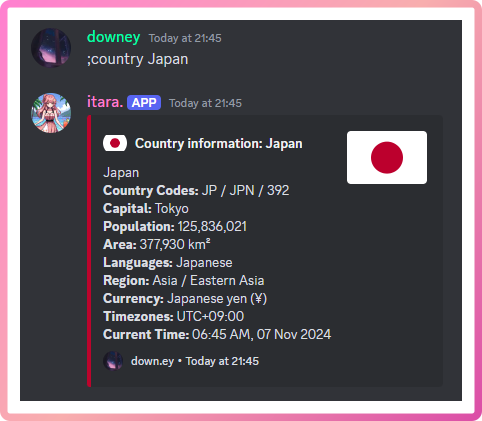 downey Today at 21:45
;country Japan
itara. APP Today at 21:45
Country information: Japan
Japan
Country Codes: JP / JPN / 392
Capital: Tokyo
Population: 125,836,021
Area: 377,930 km²
Languages: Japanese
Region: Asia / Eastern Asia
Currency: Japanese yen (¥)
Timezones: UTC+09:00
Current Time: 06:45 AM, 07 Nov 2024
down.ey • Today at 21:45